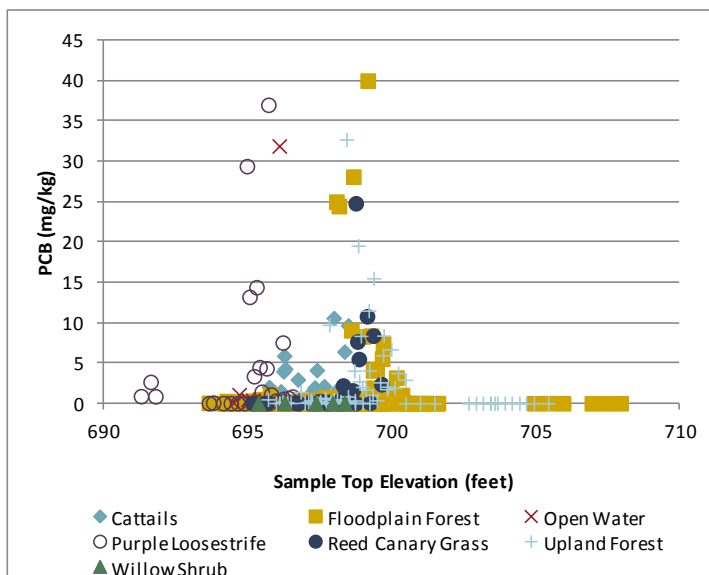 45
40
35
30
25
20
15
10
5
0
PCB (mg/kg)
690 695 700 705 710
Sample Top Elevation (feet)
Cattails Floodplain Forest Open Water
Purple Loosestrife Reed Canary Grass Upland Forest
Willow Shrub